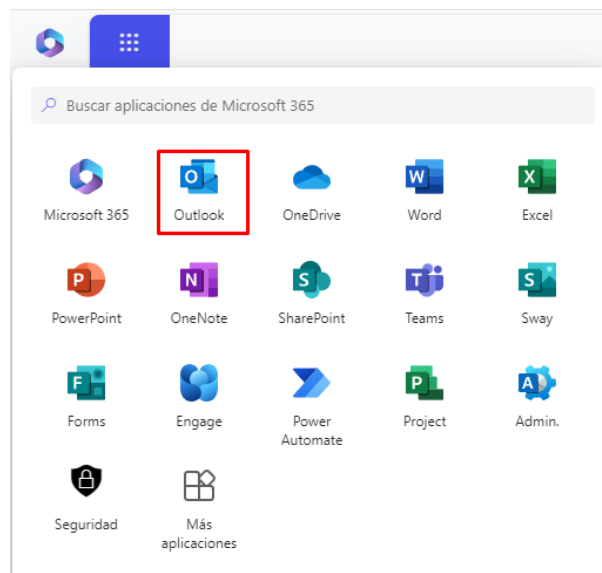 Buscar aplicaciones de Microsoft 365
Microsoft 365
Outlook
OneDrive
Word
Excel
PowerPoint
OneNote
SharePoint
Teams
Sway
Forms
Engage
Power
Automate
Project
Admin.
Seguridad
Más
aplicaciones